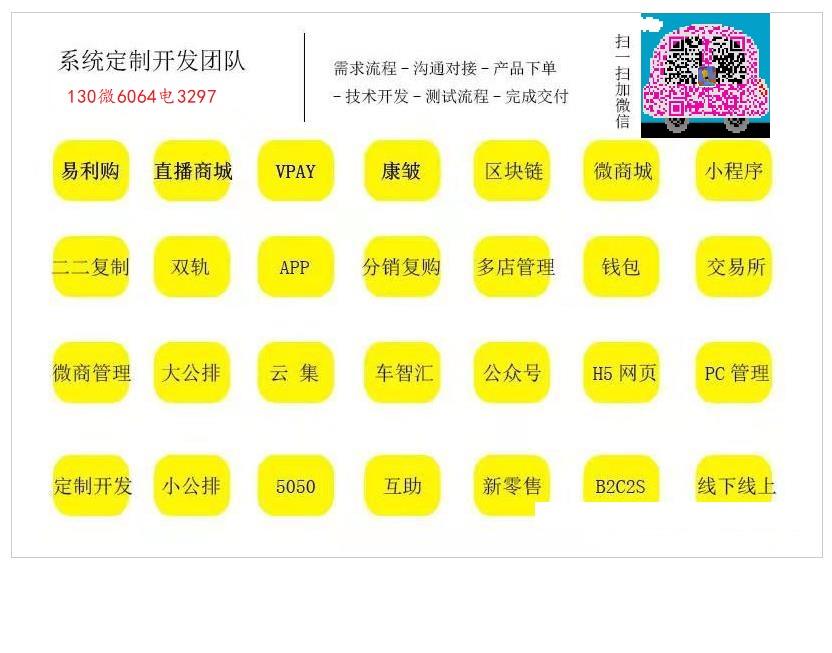 系统定制开发团队
130微6064电3297
需求流程－沟通对接－产品下单
－技术开发－测试流程－完成交付
扫一扫加微信
易利购 直播商城 VPAY 康皱 区块链 微商城 小程序
二二复制 双轨 APP 分销复购 多店管理 钱包 交易所
微商管理 大公排 云 集 车智汇 公众号 H5 网页 PC 管理
定制开发 小公排 5050 互助 新零售 B2C2S 线下线上